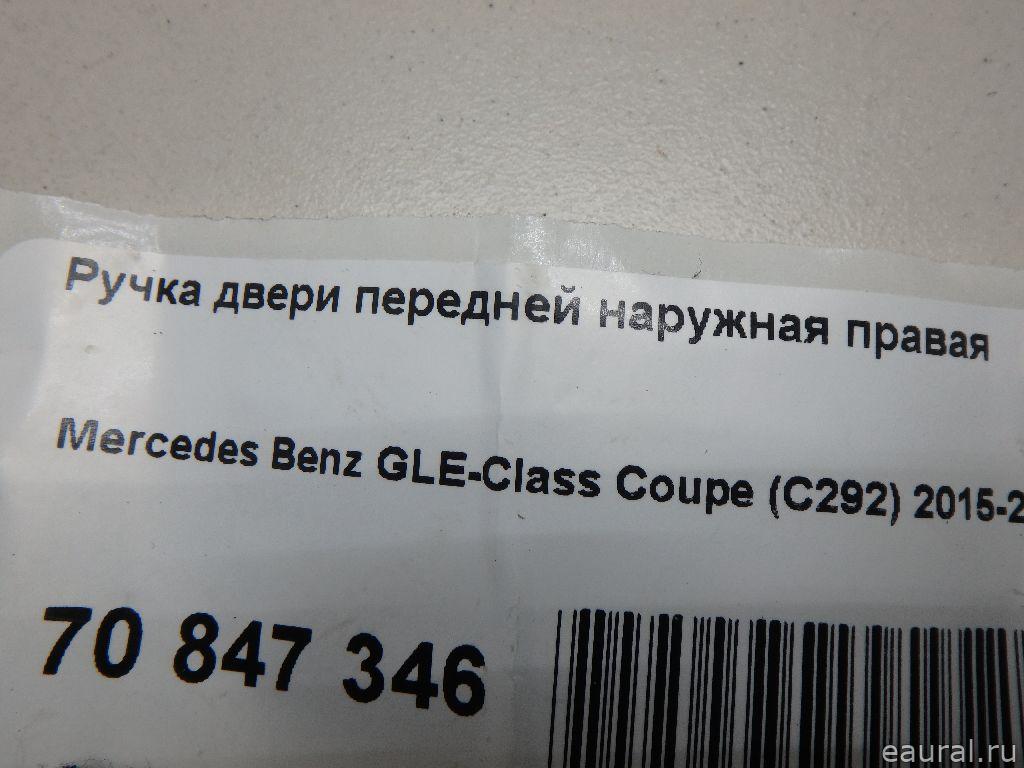 Ручка двери передней наружная правая
Mercedes Benz GLE-Class Coupe (C292) 2015-2
70 847 346
eaural.ru